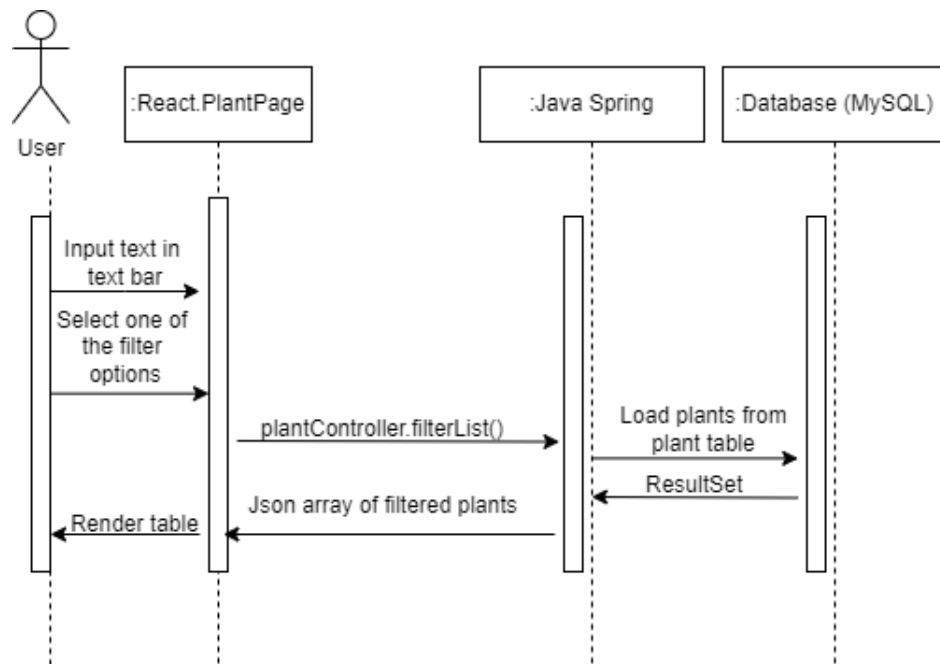 :React.PlantPage
:Java Spring
:Database (MySQL)
User
Input text in
text bar
Select one of
the filter
options
plantController.filterList()
Load plants from
plant table
ResultSet
Json array of filtered plants
Render table